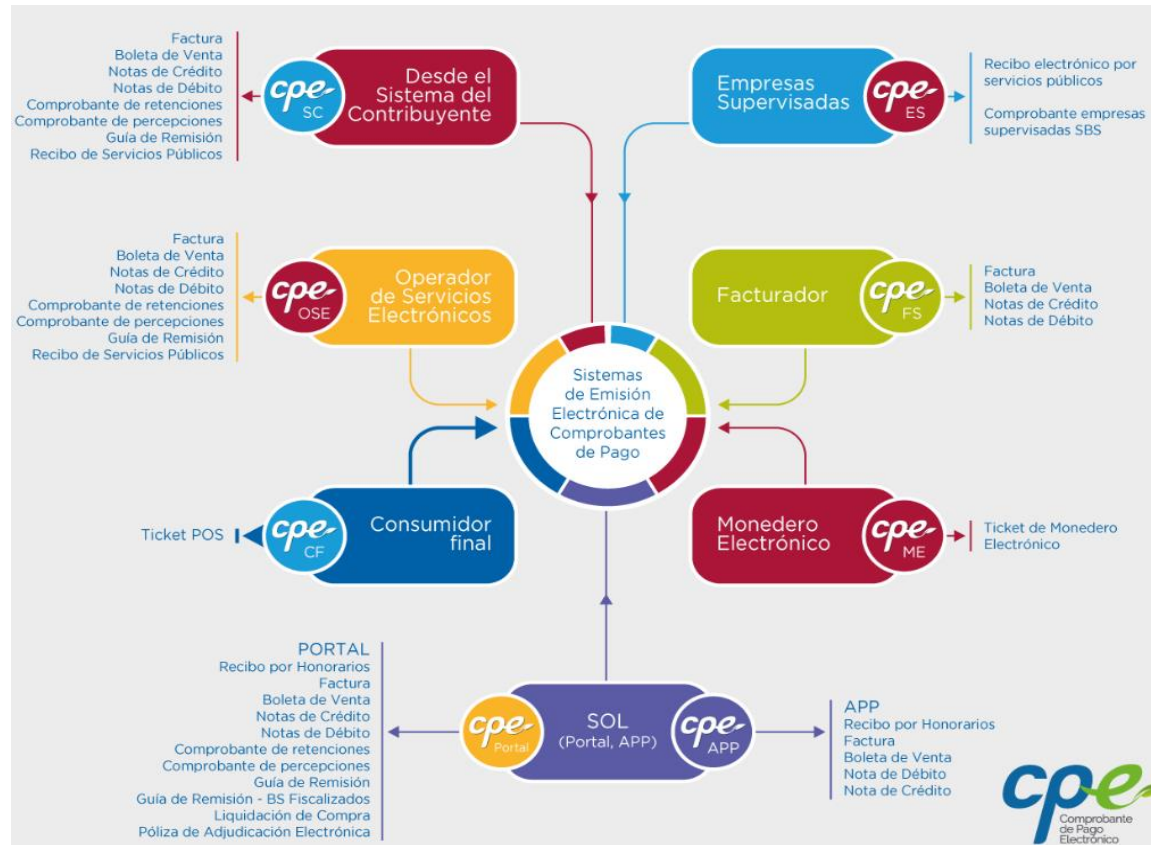 Factura
Boleta de Venta
Notas de Crédito
Notas de Débito
Comprobante de retenciones
Comprobante de percepciones
Guía de Remisión
Recibo de Servicios Públicos
cpe
SC
Desde el
Sistema del
Contribuyente
Empresas
Supervisadas
cpe
ES
Recibo electrónico por
servicios públicos
Comprobante empresas
supervisadas SBS
Factura
Boleta de Venta
Notas de Crédito
Notas de Débito
Comprobante de retenciones
Comprobante de percepciones
Guía de Remisión
Recibo de Servicios Públicos
cpe
OSE
Operador
de Servicios
Electrónicos
Facturador
cpe
FS
Factura
Boleta de Venta
Notas de Crédito
Notas de Débito
Sistemas
de Emisión
Electrónica de
Comprobantes
de Pago
Ticket POS
cpe
CF
Consumidor
final
Monedero
Electrónico
cpe
ME
Ticket de Monedero
Electrónico
PORTAL
Recibo por Honorarios
Factura
Boleta de Venta
Notas de Crédito
Notas de Débito
Comprobante de retenciones
Comprobante de percepciones
Guía de Remisión
Guía de Remisión - BS Fiscalizados
Liquidación de Compra
Póliza de Adjudicación Electrónica
cpe
Portal
SOL
(Portal, APP)
cpe
APP
APP
Recibo por Honorarios
Factura
Boleta de Venta
Nota de Débito
Nota de Crédito
cpe
Comprobante
de Pago
Electrónico